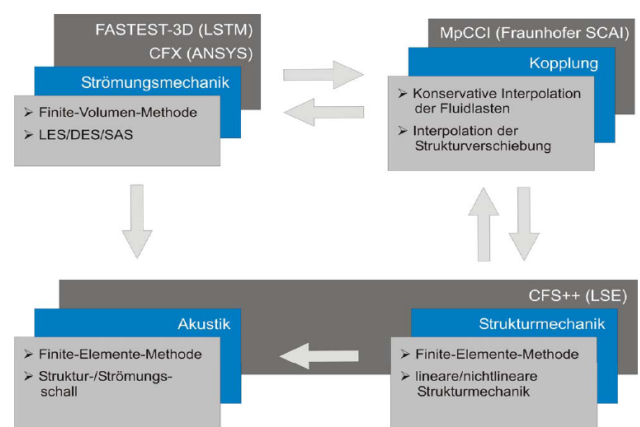 FASTEST-3D (LSTM)
CFX (ANSYS)
Strömungsmechanik
➢ Finite-Volumen-Methode
➢ LES/DES/SAS
MpCCI (Fraunhofer SCAI)
Kopplung
➢ Konservative Interpolation
der Fluidlasten
➢ Interpolation der
Strukturverschiebung
CFS++ (LSE)
Akustik
➢ Finite-Elemente-Methode
➢ Struktur-/Strömungs-
schall
Strukturmechanik
➢ Finite-Elemente-Methode
➢ lineare/nichtlineare
Strukturmechanik